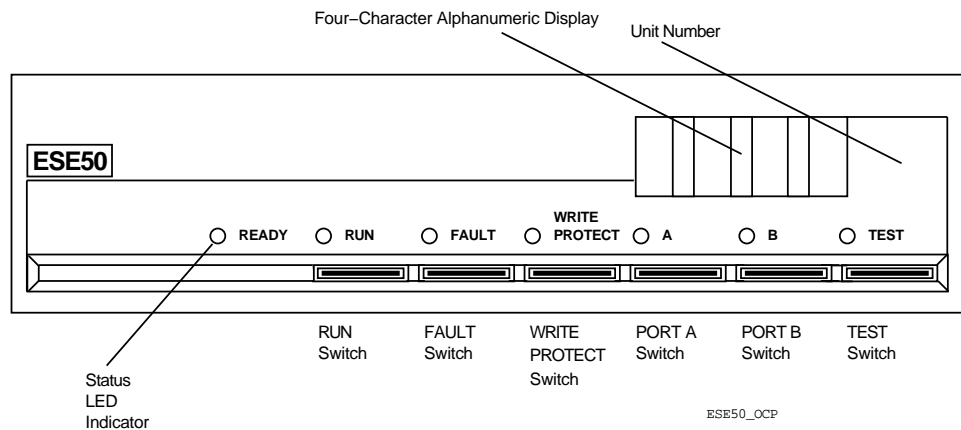 Four–Character Alphanumeric Display
Unit Number
ESE50
READY
RUN
FAULT
WRITE
PROTECT
A
B
TEST
RUN
Switch
FAULT
Switch
WRITE
PROTECT
Switch
PORT A
Switch
PORT B
Switch
TEST
Switch
Status
LED
Indicator
ESE50_OCP